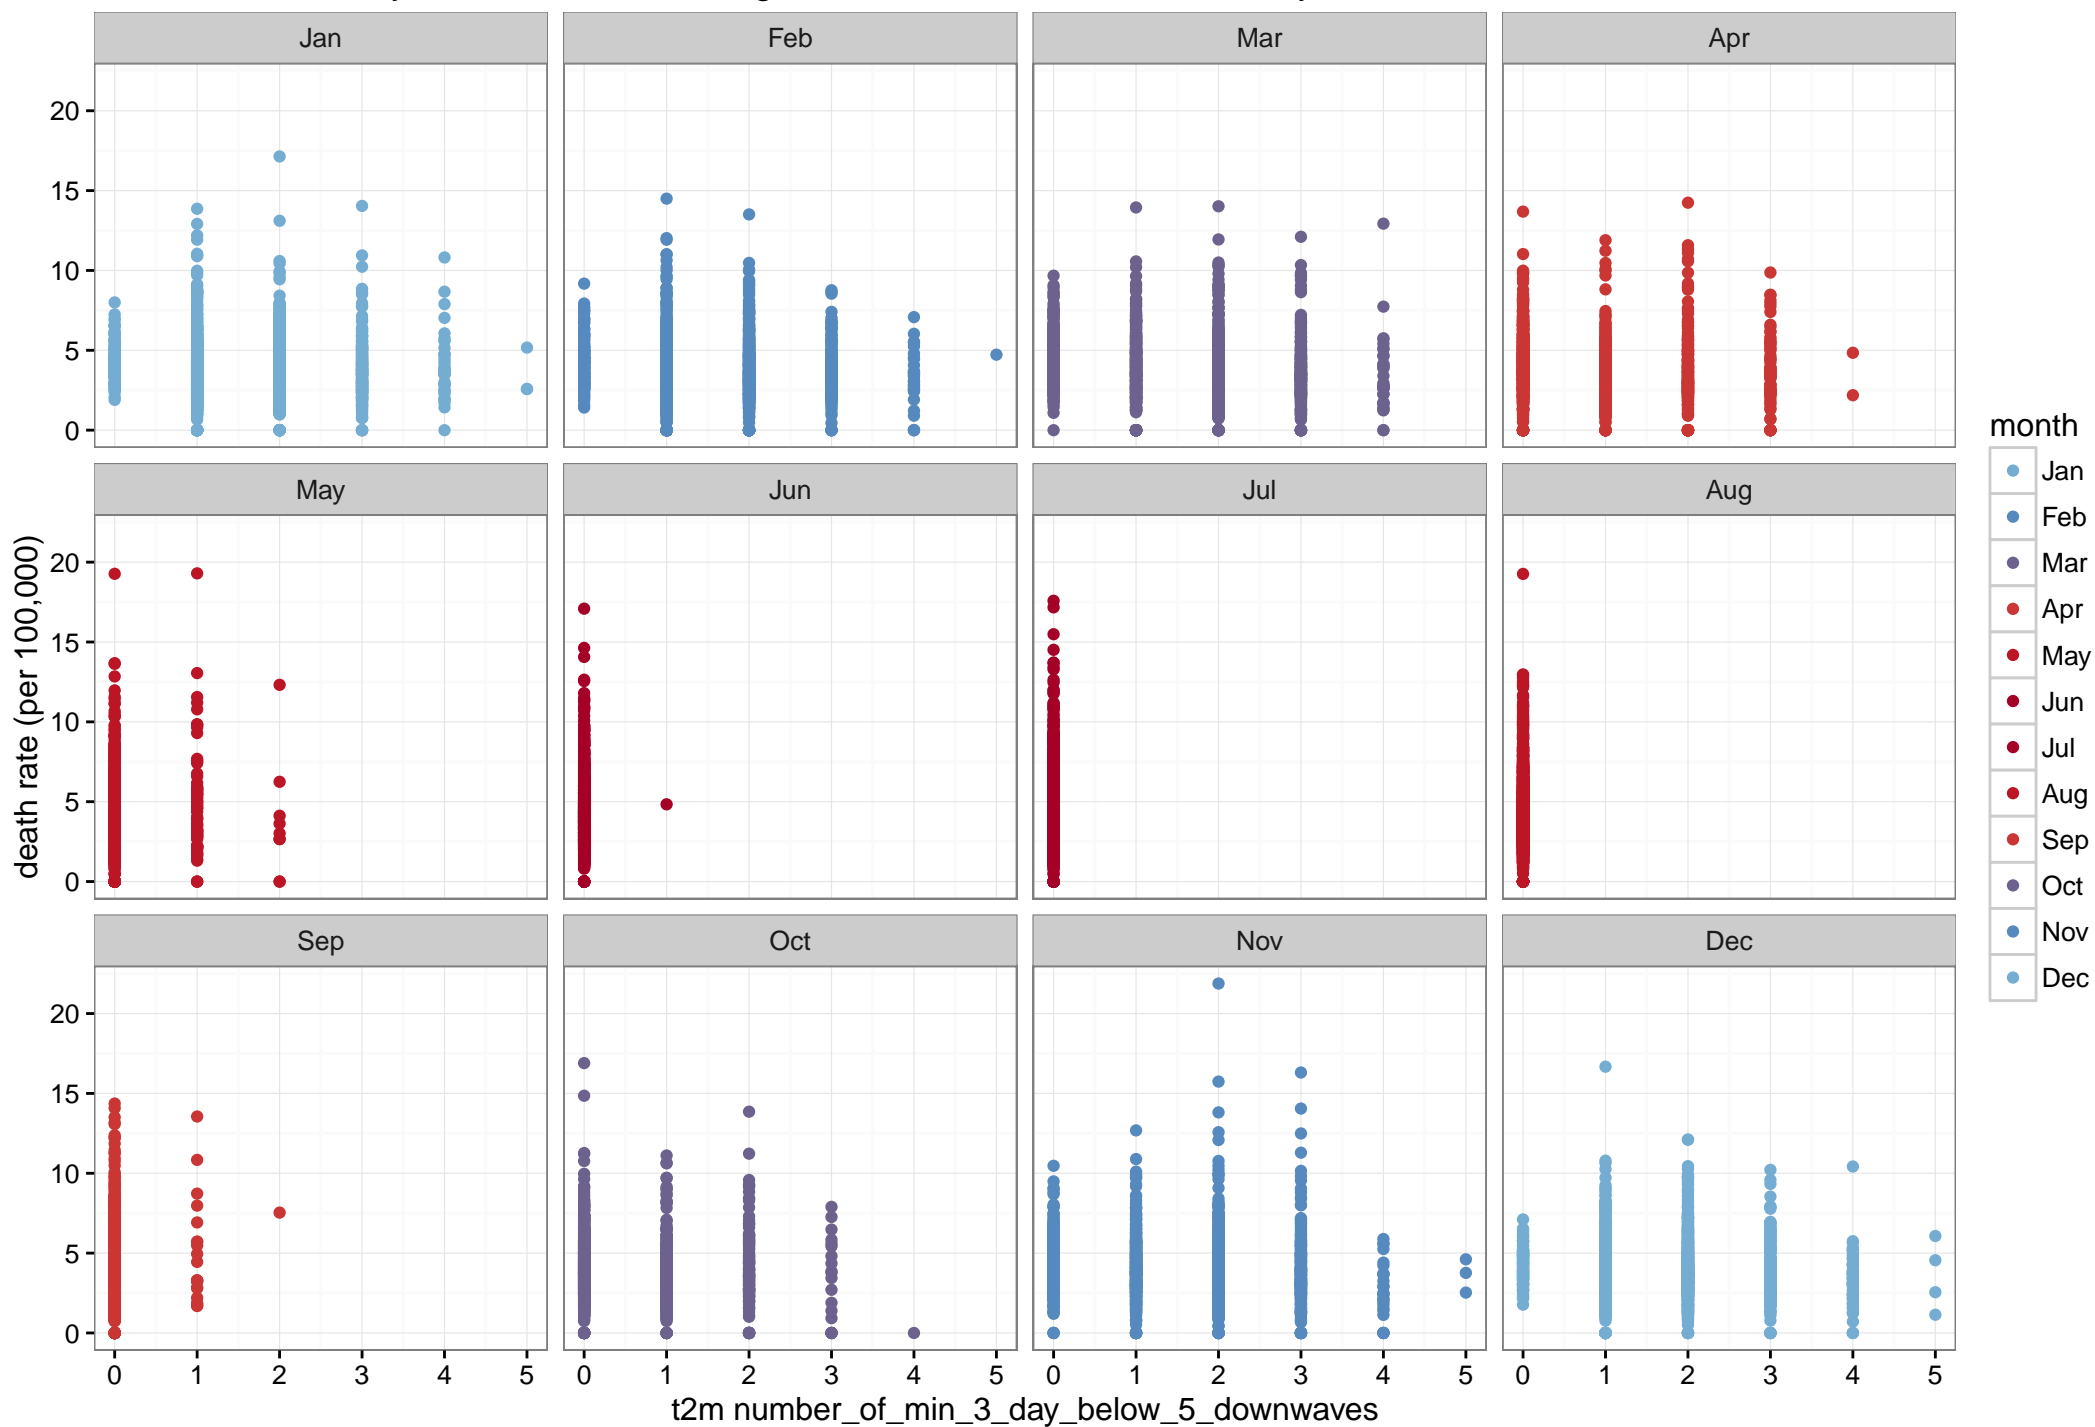 Jan Feb Mar Apr
20
15
10
5
0
May Jun Jul Aug
20
15
10
5
0
Sep Oct Nov Dec
20
15
10
5
0
0 1 2 3 4 5 0 1 2 3 4 5 0 1 2 3 4 5 0 1 2 3 4 5
t2m number_of_min_3_day_below_5_downwaves
death rate (per 100,000)
month
Jan
Feb
Mar
Apr
May
Jun
Jul
Aug
Sep
Oct
Nov
Dec